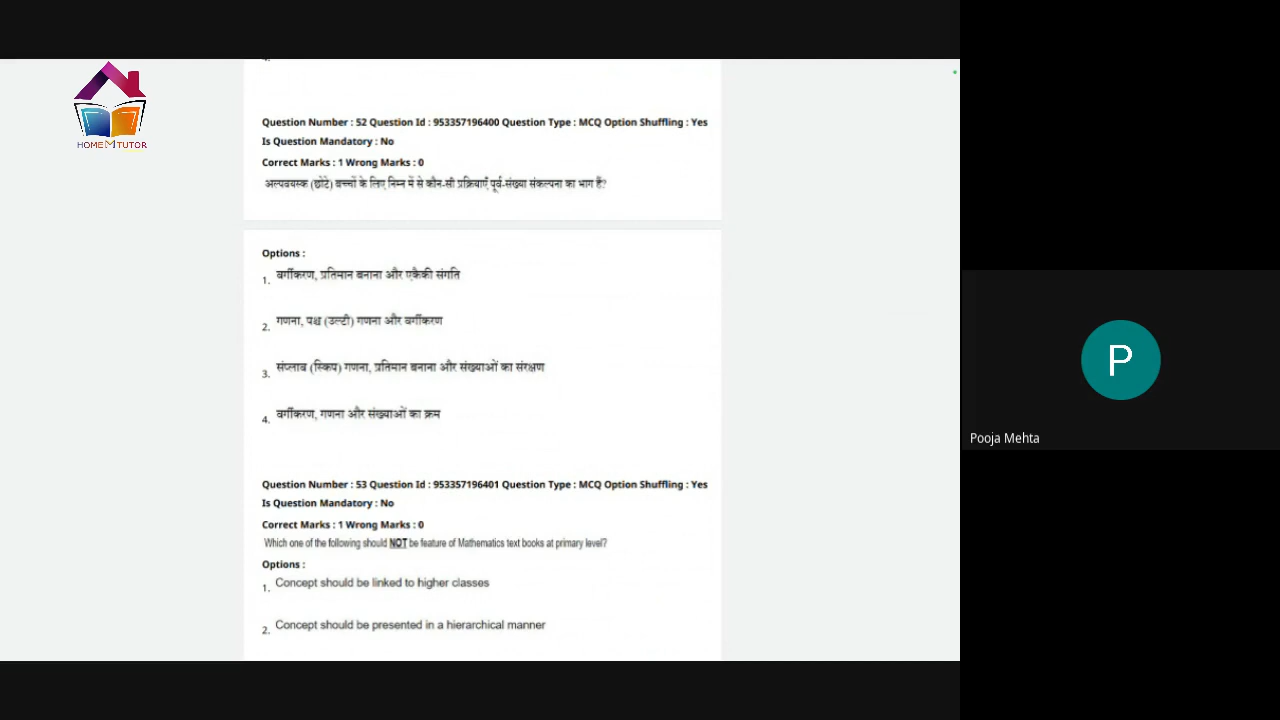 HOME TUTOR
Question Number : 52 Question Id : 953357196400 Question Type : MCQ Option Shuffling : Yes
Is Question Mandatory : No
Correct Marks : 1 Wrong Marks : 0
अल्पवयस्क (छोटे) बच्चों के लिए निम्न में से कौन-सी प्रक्रियाएँ पूर्व-संख्या संकल्पना का भाग हैं?
Options :
1. वर्गीकरण, प्रतिमान बनाना और एकैकी संगति
2. गणना, पश्च (उल्टी) गणना और वर्गीकरण
3. संप्लाव (स्किप) गणना, प्रतिमान बनाना और संख्याओं का संरक्षण
4. वर्गीकरण, गणना और संख्याओं का क्रम
Question Number : 53 Question Id : 953357196401 Question Type : MCQ Option Shuffling : Yes
Is Question Mandatory : No
Correct Marks : 1 Wrong Marks : 0
Which one of the following should NOT be feature of Mathematics text books at primary level?
Options :
1. Concept should be linked to higher classes
2. Concept should be presented in a hierarchical manner
P
Pooja Mehta